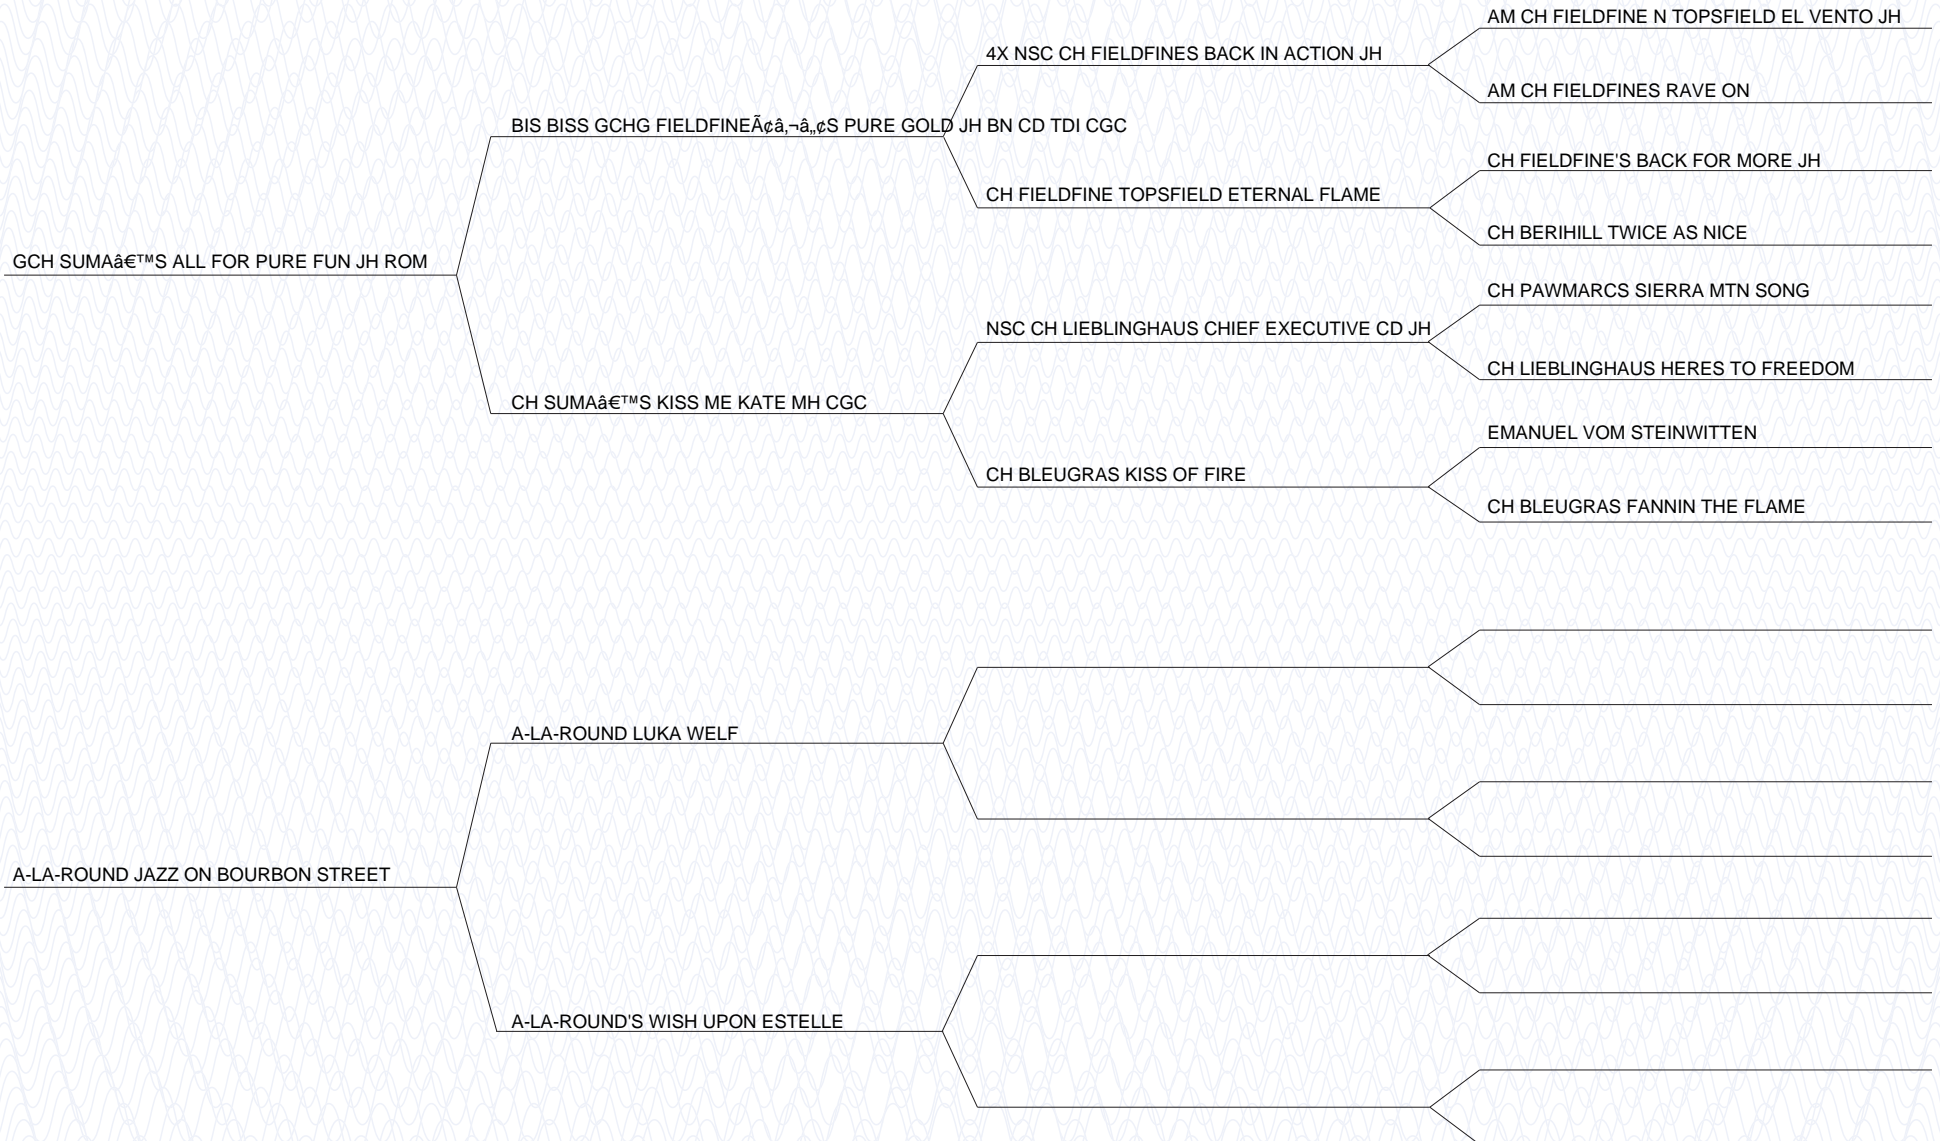 AM CH FIELDFINE N TOPSFIELD EL VENTO JH
4X NSC CH FIELDFINES BACK IN ACTION JH
AM CH FIELDFINES RAVE ON
BIS BISS GCHG FIELDFINEÃ¢â‚¬â„¢S PURE GOLD JH BN CD TDI CGC
CH FIELDFINE'S BACK FOR MORE JH
CH FIELDFINE TOPSFIELD ETERNAL FLAME
CH BERIHILL TWICE AS NICE
GCH SUMAâ€™S ALL FOR PURE FUN JH ROM
CH PAWMARCS SIERRA MTN SONG
NSC CH LIEBLINGHAUS CHIEF EXECUTIVE CD JH
CH LIEBLINGHAUS HERES TO FREEDOM
CH SUMAâ€™S KISS ME KATE MH CGC
EMANUEL VOM STEINWITTEN
CH BLEUGRAS KISS OF FIRE
CH BLEUGRAS FANNIN THE FLAME
A-LA-ROUND LUKA WELF
A-LA-ROUND JAZZ ON BOURBON STREET
A-LA-ROUND'S WISH UPON ESTELLE